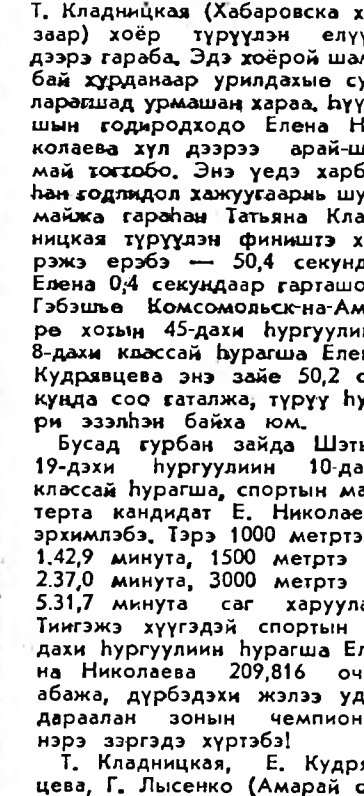 Т. Кладницкая (Хабаровска х
заар) хоёр түрүүлэн елүү
дээрэ гараба. Эдэ хоёрой шал
бай хурданаар урилдахые су
ларагшад урмашан хараа. Һүү
шын годиродходо Елена Н
колаева хүл дээрээ арай-ш
май тогтобо. Энэ үедэ харб
һан годлидол хажуугаарнь шу
майжа гараһан Татьяна Кла
ницкая түрүүлэн фиништэ х
рэжэ ерэбэ — 50,4 секунд
Елена 0,4 секундаар гарташо
Гэбэшье Комсомольск-на-Ам
ре хотын 45-дахи һургуули
8-дахи классай һурагша Еле
Кудрявцева энэ зайе 50,2 с
кунда соо гаталжа, түрүү һу
ри эзэлһэн байха юм.
Бусад гурбан зайда Шэты
19-дэхи һургуулиин 10-да
классай һурагша, спортын ма
терта кандидат Е. Николае
эрхимлэбэ. Тэрэ 1000 метртэ
1.42,9 минута, 1500 метртэ
2.37,0 минута, 3000 метртэ
5.31,7 минута саг харуула
Тиигэжэ хүүгэдэй спортын
дахи һургуулиин һурагша Ел
на Николаева 209,816 оч
абажа, дүрбэдэхи жэлээ уд
дараалан зонын чемпион
нэрэ зэргэдэ хүртэбэ!
Т. Кладницкая, Е. Кудря
цева, Г. Лысенко (Амарай о